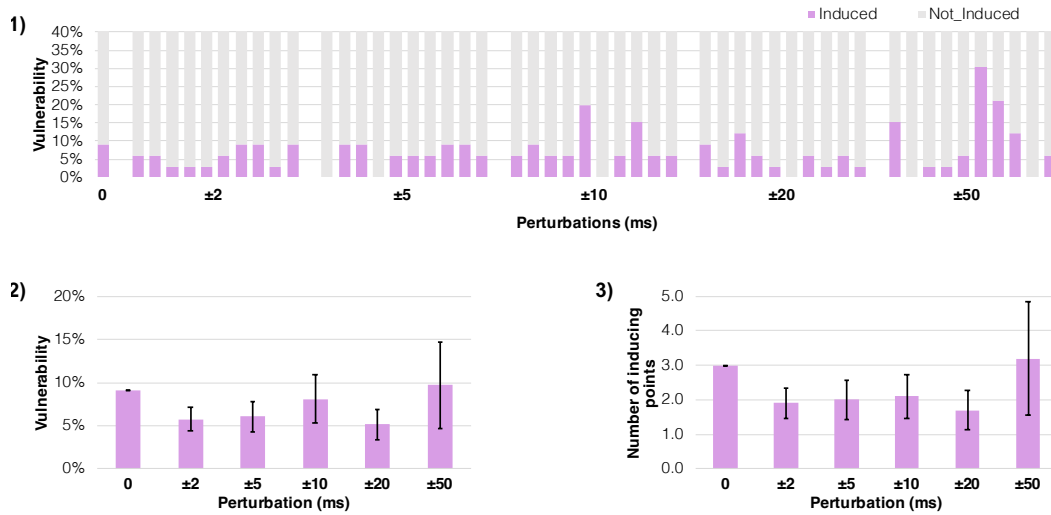 Induced Not_Induced
1)
40%
35%
30%
25%
20%
15%
10%
5%
0%
Vulnerability
0 ±2 ±5 ±10 ±20 ±50
Perturbations (ms)
2)
20%
15%
10%
5%
0%
Vulnerability
0 ±2 ±5 ±10 ±20 ±50
Perturbation (ms)
3)
5.0
4.0
3.0
2.0
1.0
0.0
Number of inducing
points
0 ±2 ±5 ±10 ±20 ±50
Perturbation (ms)